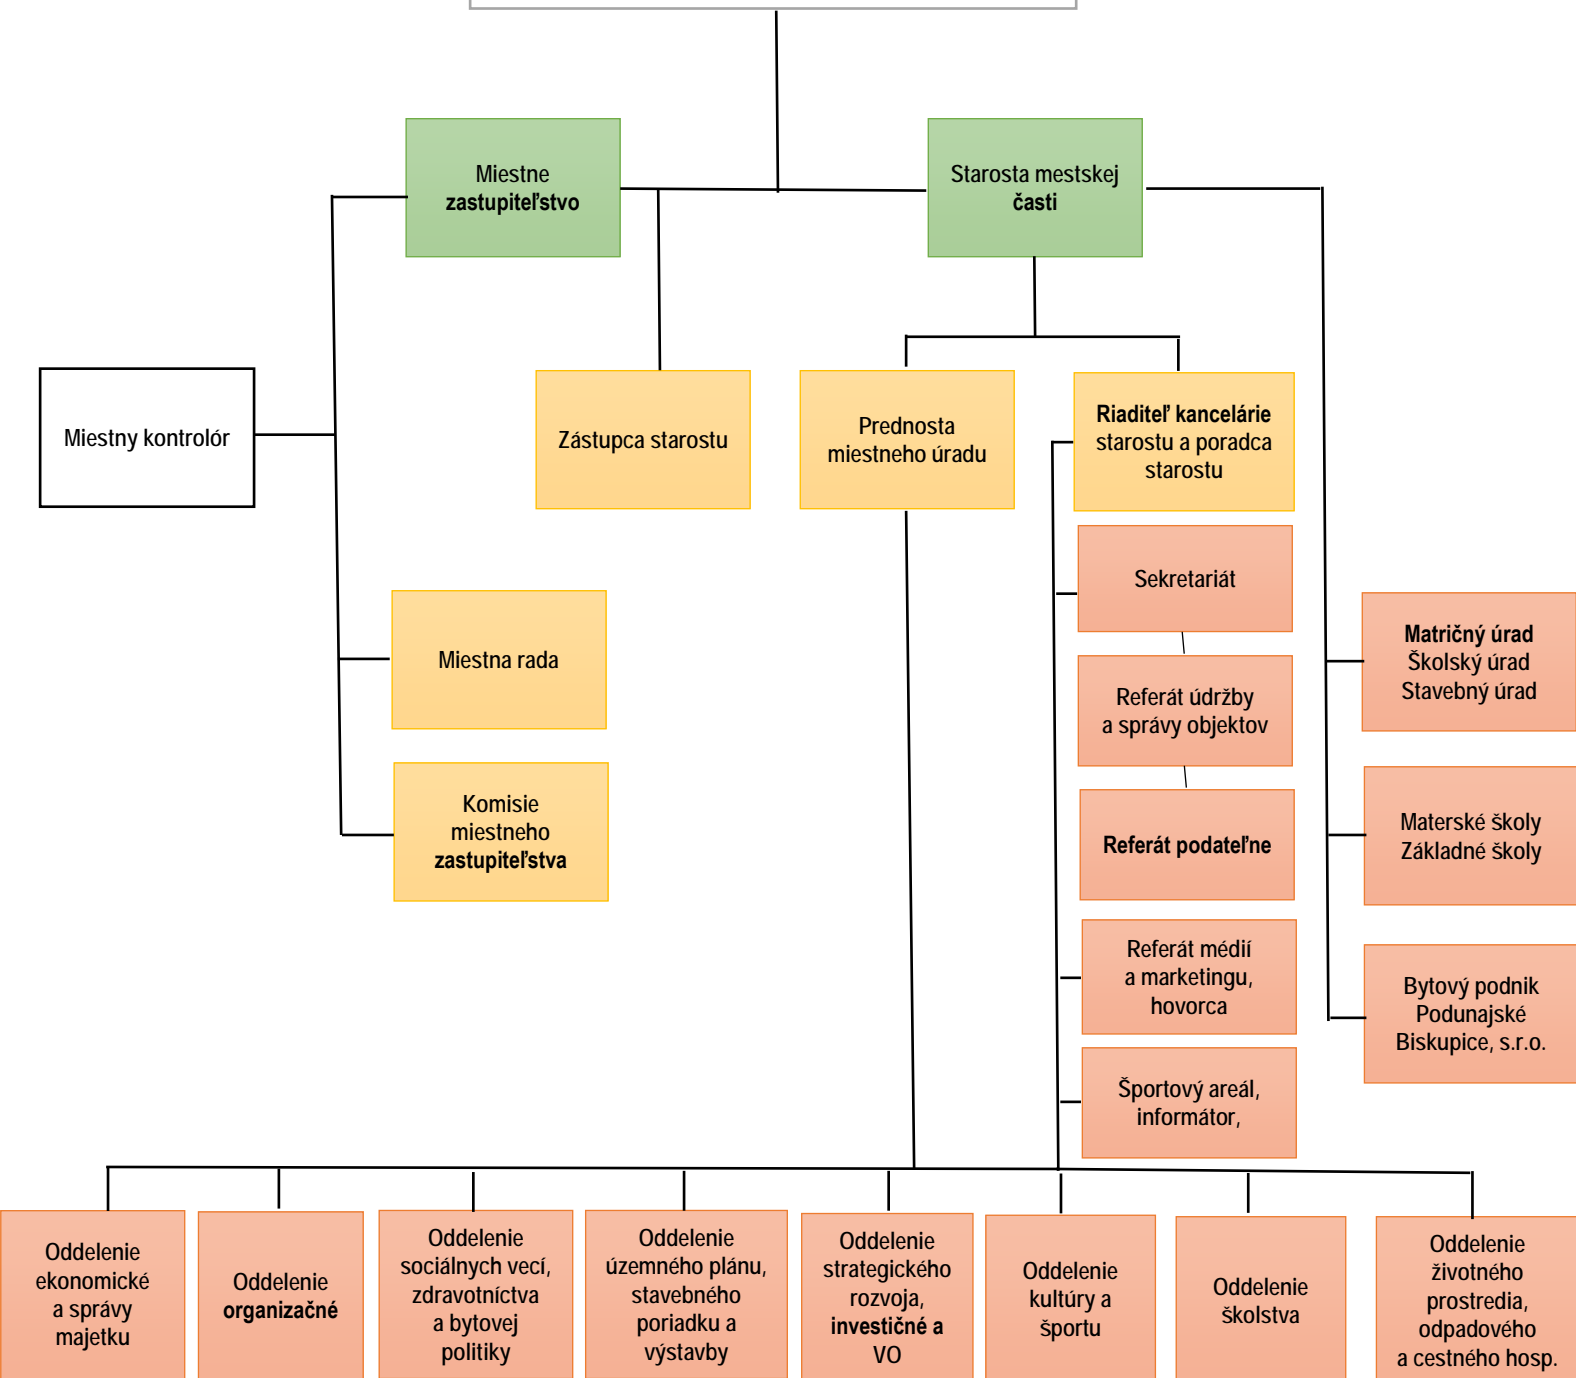 Miestne
zastupiteľstvo
Starosta mestskej
časti
Miestny kontrolór
Zástupca starostu
Prednosta
miestneho úradu
Riaditeľ kancelárie
starostu a poradca
starostu
Sekretariát
Referát údržby
a správy objektov
Referát podateľne
Referát médií
a marketingu,
hovorca
Športový areál,
informátor,
Miestna rada
Komisie
miestneho
zastupiteľstva
Matričný úrad
Školský úrad
Stavebný úrad
Materské školy
Základné školy
Bytový podnik
Podunajské
Biskupice, s.r.o.
Oddelenie
ekonomické
a správy
majetku
Oddelenie
organizačné
Oddelenie
sociálnych vecí,
zdravotníctva
a bytovej
politiky
Oddelenie
územného plánu,
stavebného
poriadku a
výstavby
Oddelenie
strategického
rozvoja,
investičné a
VO
Oddelenie
kultúry a
športu
Oddelenie
školstva
Oddelenie
životného
prostredia,
odpadového
a cestného hosp.